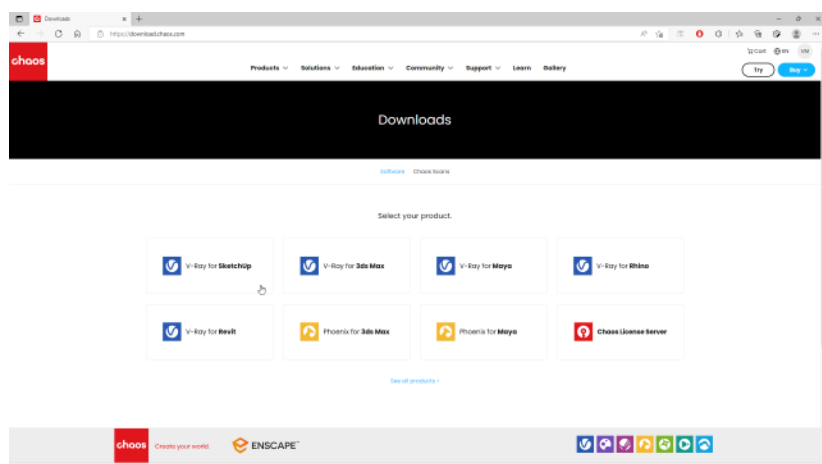 Downloads
https://download.chaos.com
Cart EN VM
chaos
Products Solutions Education Community Support Learn Gallery
Try Buy
Downloads
Software Chaos Scans
Select your product.
V-Ray for SketchUp V-Ray for 3ds Max V-Ray for Maya V-Ray for Rhino
V-Ray for Revit Phoenix for 3ds Max Phoenix for Maya Chaos License Server
See all products >
chaos Create your world. ENSCAPE™